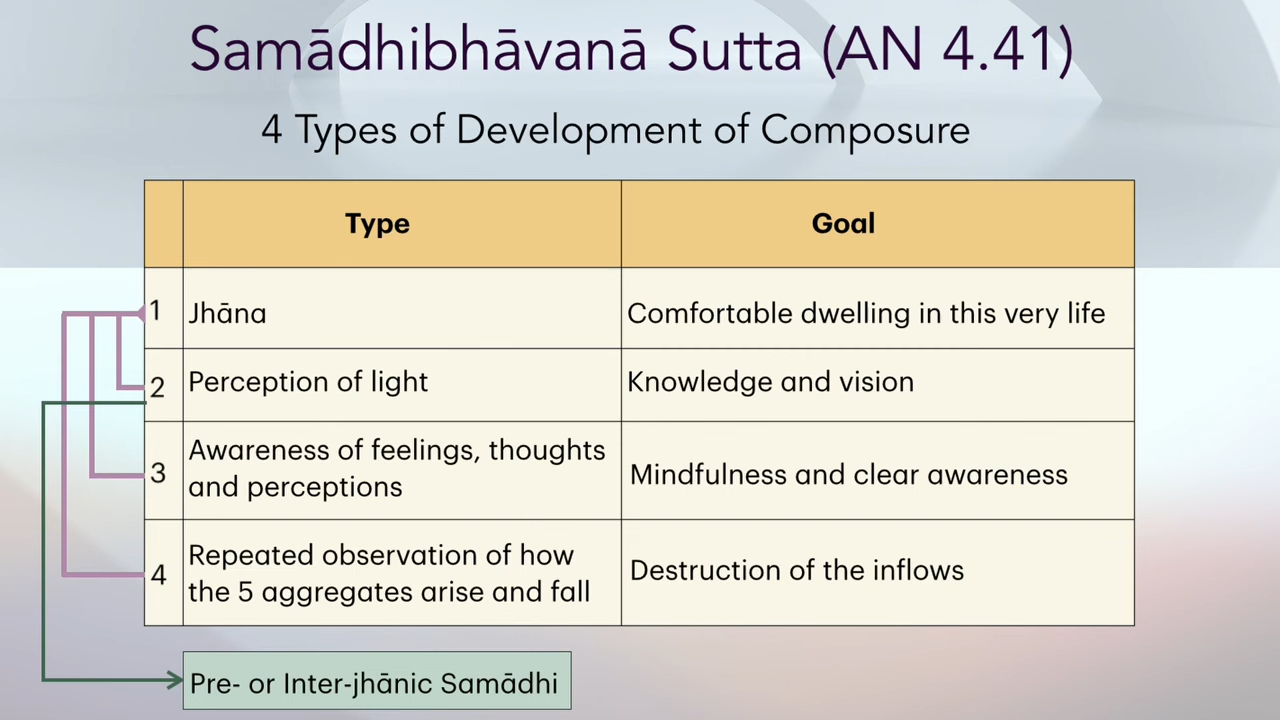 Samādhibhāvanā Sutta (AN 4.41)
4 Types of Development of Composure
Type
Goal
1
Jhāna
Comfortable dwelling in this very life
2
Perception of light
Knowledge and vision
3
Awareness of feelings, thoughts
and perceptions
Mindfulness and clear awareness
4
Repeated observation of how
the 5 aggregates arise and fall
Destruction of the inflows
Pre- or Inter-jhānic Samādhi